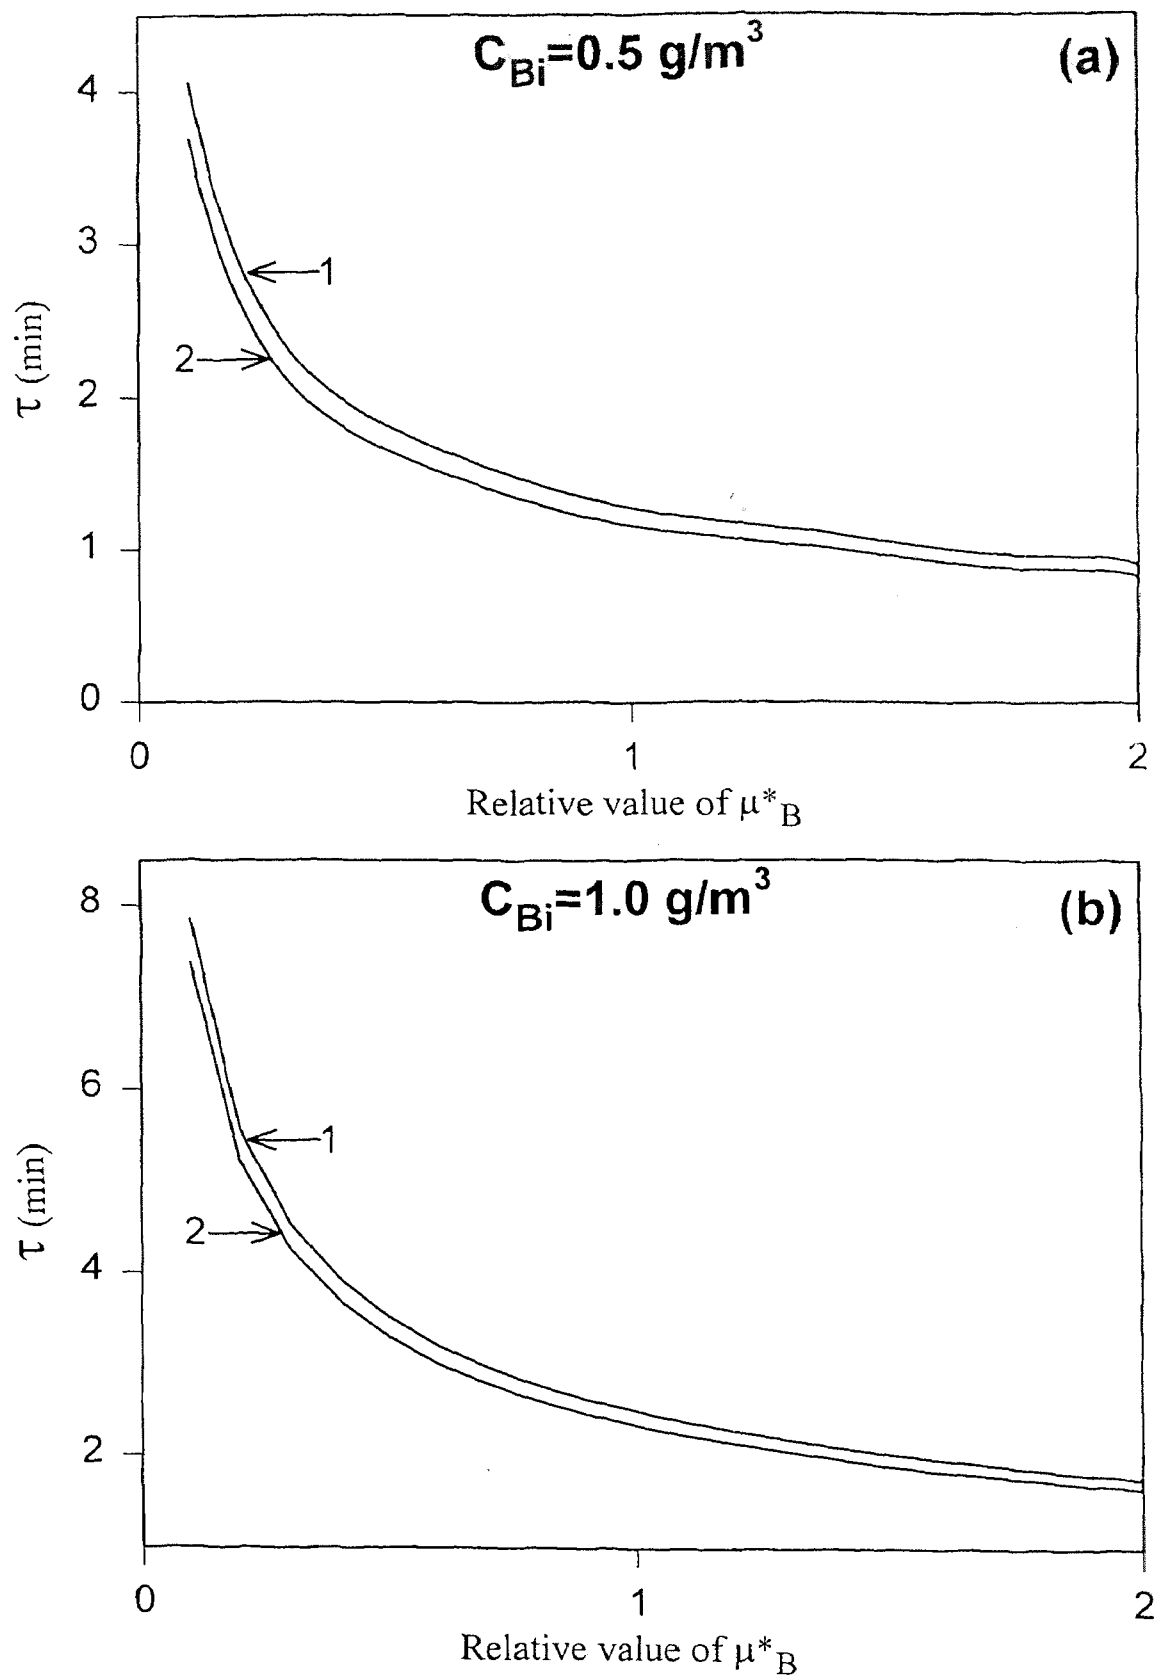 C_Bi=0.5 g/m³ (a)
4
3
1
τ (min)
2
2
1
0
0 1 2
Relative value of μ*_B
C_Bi=1.0 g/m³ (b)
8
6
1
τ (min)
2
4
2
0 1 2
Relative value of μ*_B